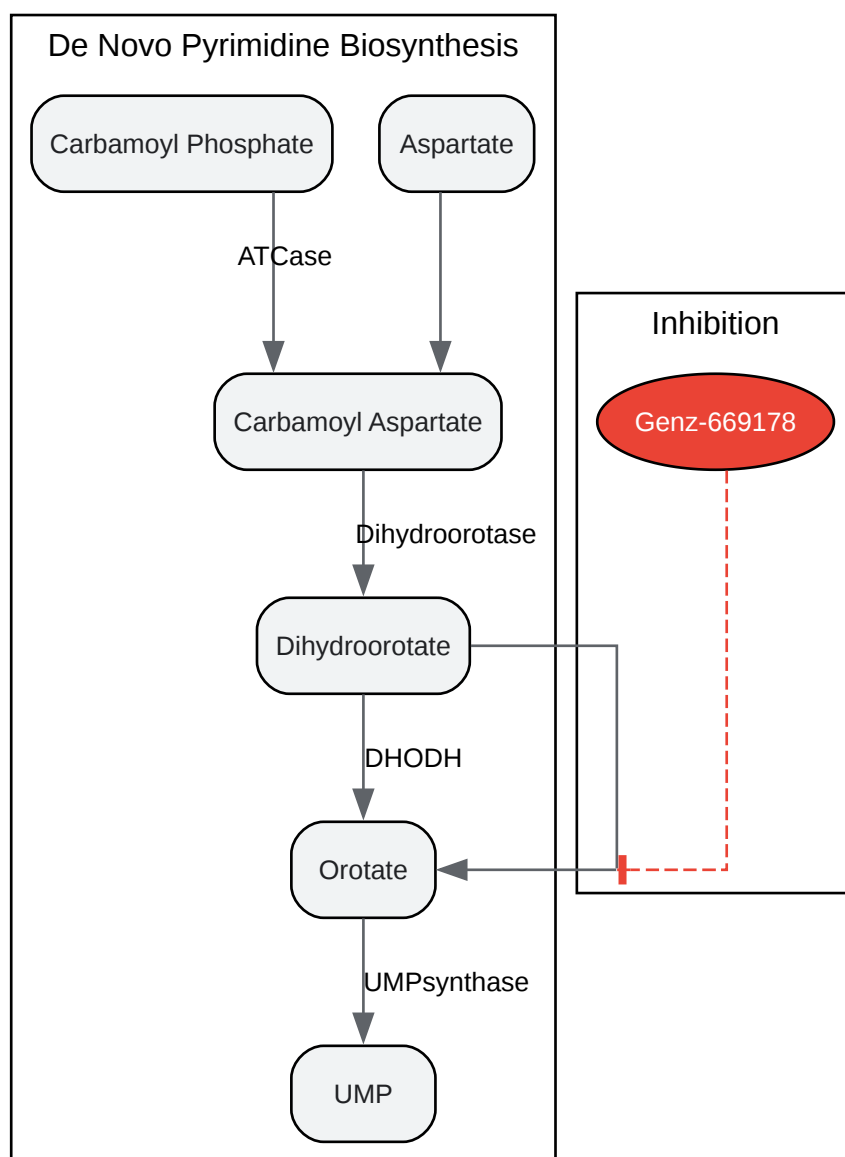 De Novo Pyrimidine Biosynthesis
Carbamoyl Phosphate
Aspartate
ATCase
Carbamoyl Aspartate
Inhibition
Genz-669178
Dihydroorotase
Dihydroorotate
DHODH
Orotate
UMPsynthase
UMP